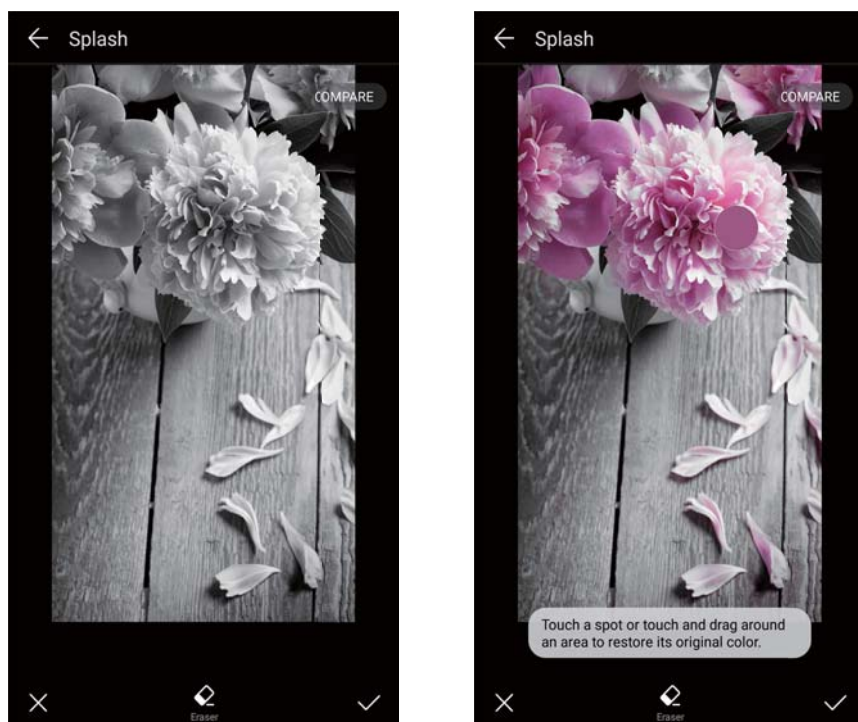 Splash
COMPARE
Eraser
Splash
COMPARE
Touch a spot or touch and drag around
an area to restore its original color.
Eraser